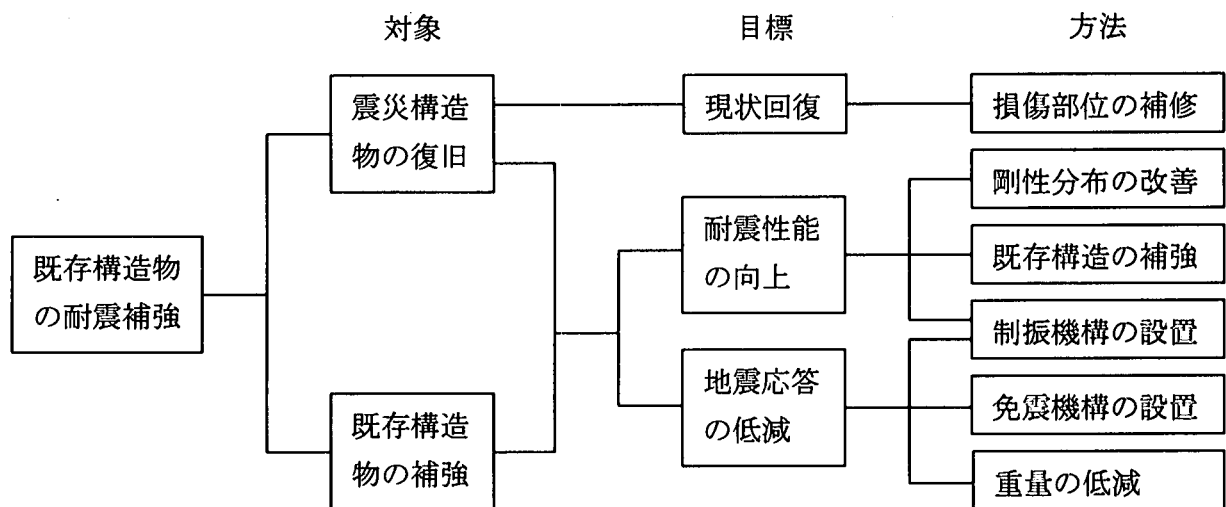 対象
目標
方法
既存構造物
の耐震補強
震災構造
物の復旧
既存構造
物の補強
現状回復
耐震性能
の向上
地震応答
の低減
損傷部位の補修
剛性分布の改善
既存構造の補強
制振機構の設置
免震機構の設置
重量の低減